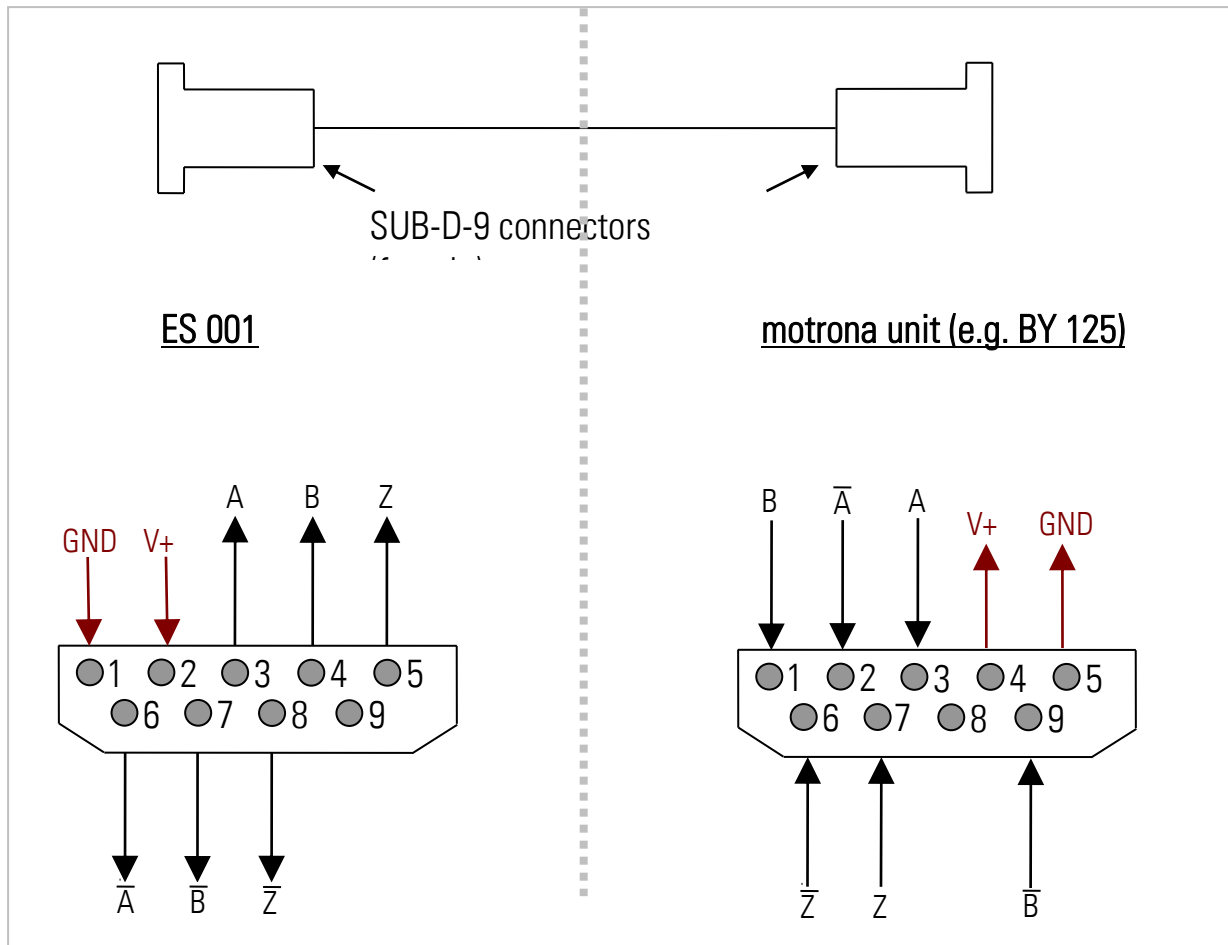 SUB-D-9 connectors
ES 001
motrona unit (e.g. BY 125)
A B Z
GND V+
1 2 3 4 5
6 7 8 9
A̅ B̅ Z̅
B A̅ A
V+ GND
1 2 3 4 5
6 7 8 9
Z̅ Z B̅